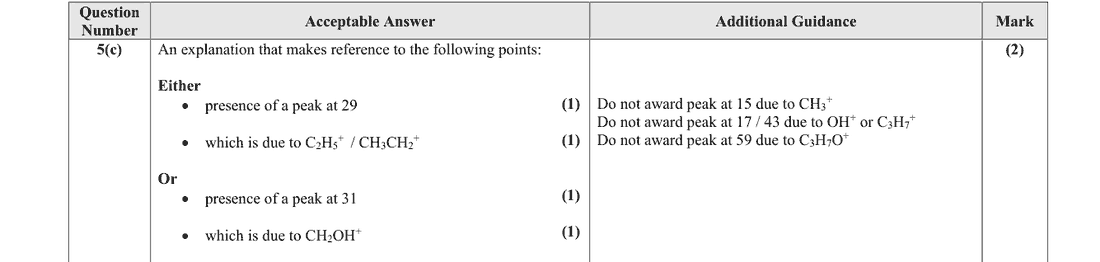 Question Number Acceptable Answer Additional Guidance Mark
5(c) An explanation that makes reference to the following points: (2)
Either
• presence of a peak at 29 (1) Do not award peak at 15 due to CH₃⁺
Do not award peak at 17 / 43 due to OH⁺ or C₃H₇⁺
• which is due to C₂H₅⁺ / CH₃CH₂⁺ (1) Do not award peak at 59 due to C₃H₇O⁺
Or
• presence of a peak at 31 (1)
• which is due to CH₂OH⁺ (1)